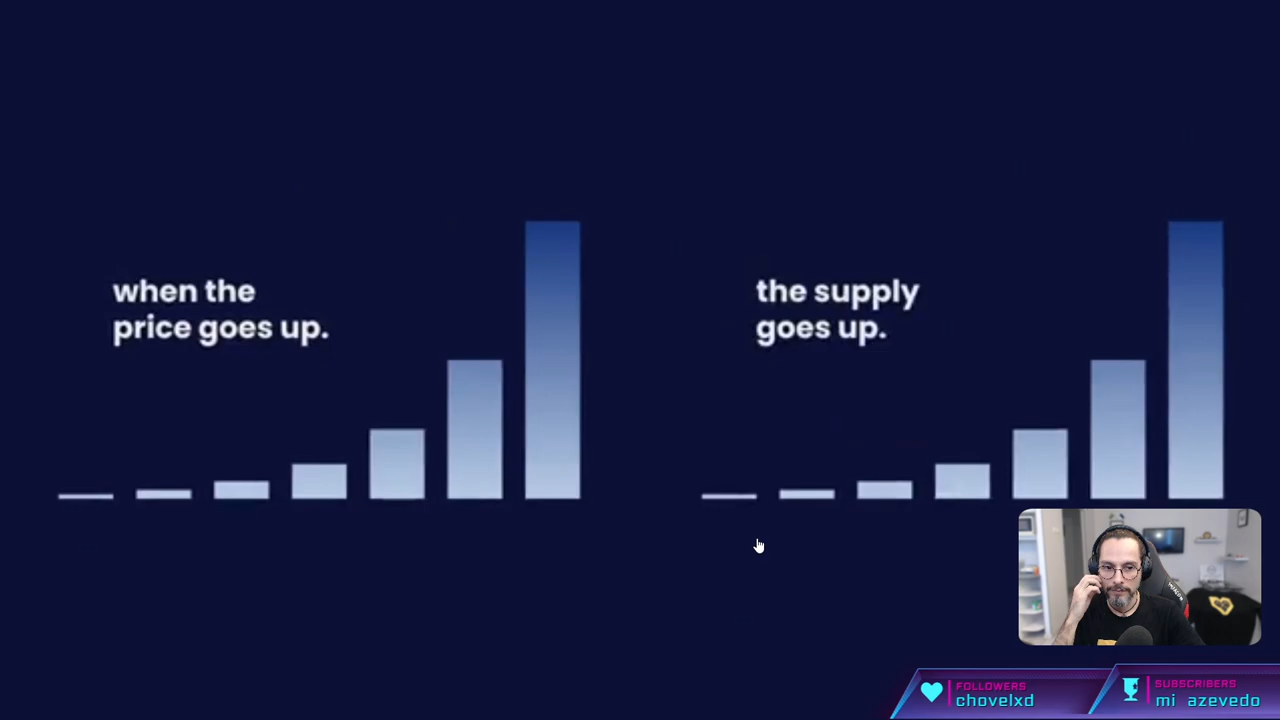 when the
price goes up.
the supply
goes up.
FOLLOWERS
chovelxd
SUBSCRIBERS
mi azevedo